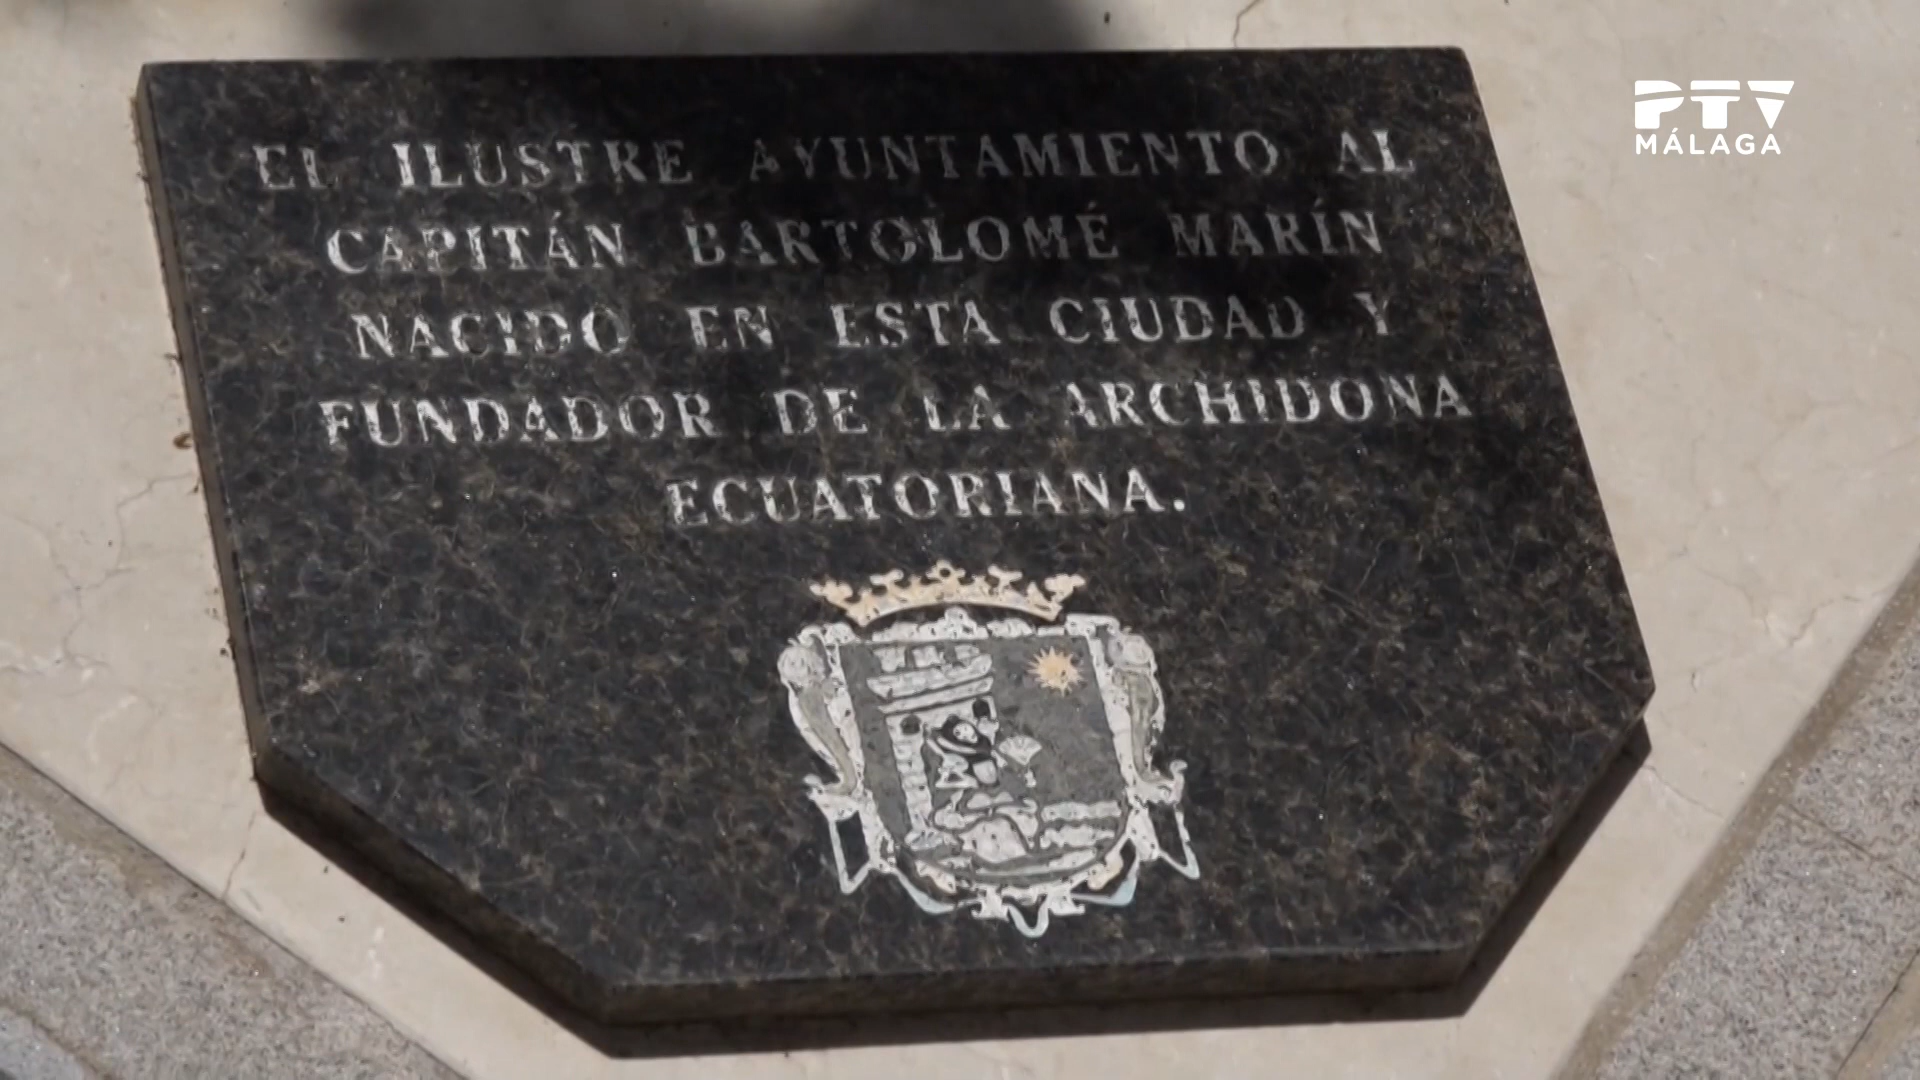 EL ILUSTRE AYUNTAMIENTO AL
CAPITÁN BARTOLOMÉ MARÍN
NACIDO EN ESTA CIUDAD Y
FUNDADOR DE LA ARCHIDONA
ECUATORIANA.
PTV
MÁLAGA